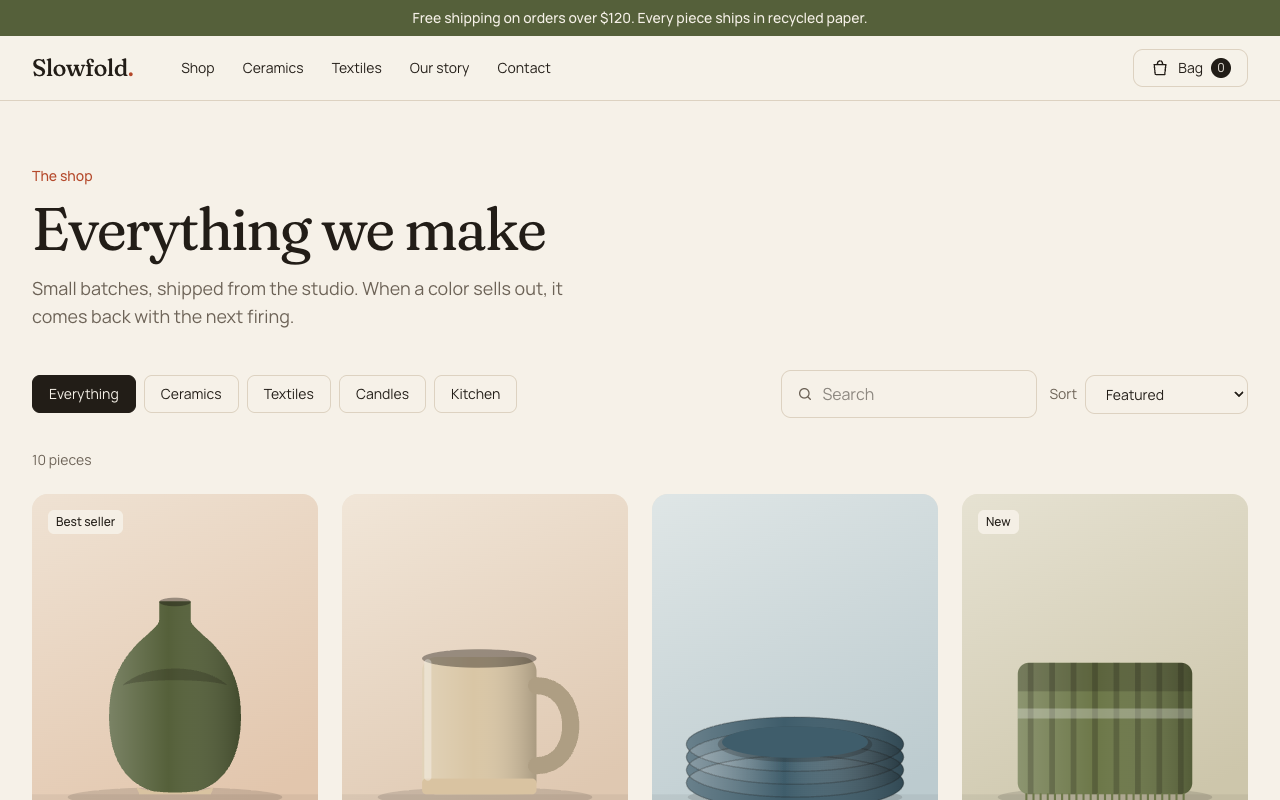 Free shipping on orders over $120. Every piece ships in recycled paper.
Slowfold.
Shop
Ceramics
Textiles
Our story
Contact
Bag
0
The shop
Everything we make
Small batches, shipped from the studio. When a color sells out, it
comes back with the next firing.
Everything
Ceramics
Textiles
Candles
Kitchen
Search
Sort
Featured
10 pieces
Best seller
New